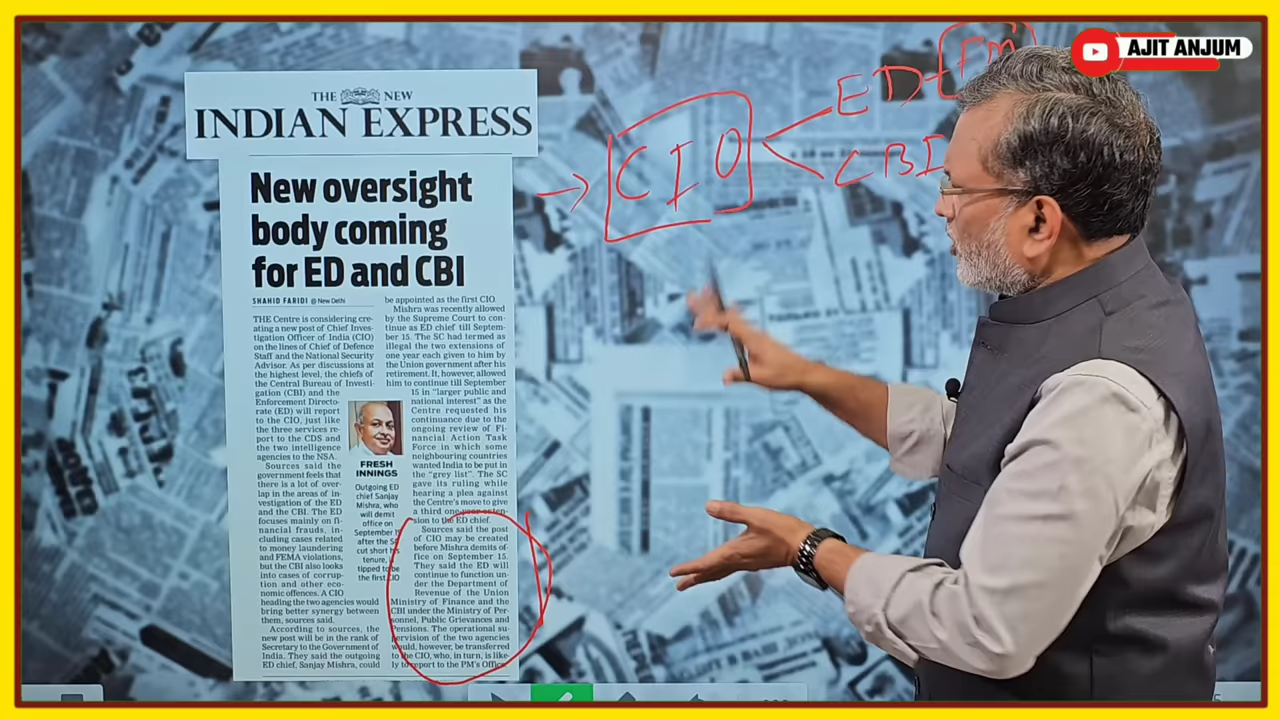 AJIT ANJUM
ED
CIO
CBI
THE NEW
INDIAN EXPRESS
New oversight
body coming
for ED and CBI
SHAHID FARIDI @ New Delhi
THE Centre is considering cre-
ating a new post of Chief Inves-
tigation Officer of India (CIO)
on the lines of Chief of Defence
Staff and the National Security
Advisor. As per discussions at
the highest level, the chiefs of
the Central Bureau of Investi-
gation (CBI) and the
Enforcement Directo-
rate (ED) will report
to the CIO, just like
the three services re-
port to the CDS and
the two intelligence
agencies to the NSA.
Sources said the
government feels that
there is a lot of over-
lap in the areas of in-
vestigation of the ED
and the CBI. The ED
focuses mainly on fi-
nancial frauds, in-
cluding cases related
to money laundering
and FEMA violations,
but the CBI also looks
into cases of corrup-
tion and other eco-
nomic offences. A CIO
heading the two agencies would
bring better synergy between
them, sources said.
According to sources, the
new post will be in the rank of
Secretary to the Government of
India. They said the outgoing
ED chief, Sanjay Mishra, could
FRESH
INNINGS
Outgoing ED
chief Sanjay
Mishra, who
will demit
office on
September
after the
cut short his
tenure,
tipped to be
the first CIO
be appointed as the first CIO.
Mishra was recently allowed
by the Supreme Court to con-
tinue as ED chief till Septem-
ber 15. The SC had termed as
illegal the two extensions of
one year each given to him by
the Union government after his
retirement. It, however, allowed
him to continue till September
15 in "larger public and
national interest" as the
Centre requested his
continuance due to the
ongoing review of Fi-
nancial Action Task
Force in which some
neighbouring countries
wanted India to be put in
the "grey list". The SC
gave its ruling while
hearing a plea against
the Centre's move to give
a third one-year exten-
sion to the ED chief.
Sources said the post
of CIO may be created
before Mishra demits of-
fice on September 15.
They said the ED will
continue to function un-
der the Department of
Revenue of the Union
Ministry of Finance and the
CBI under the Ministry of Per-
sonnel, Public Grievances and
Pensions. The operational su-
pervision of the two agencies
would, however, be transferred
to the CIO, who, in turn, is like-
ly to report to the PM's Office